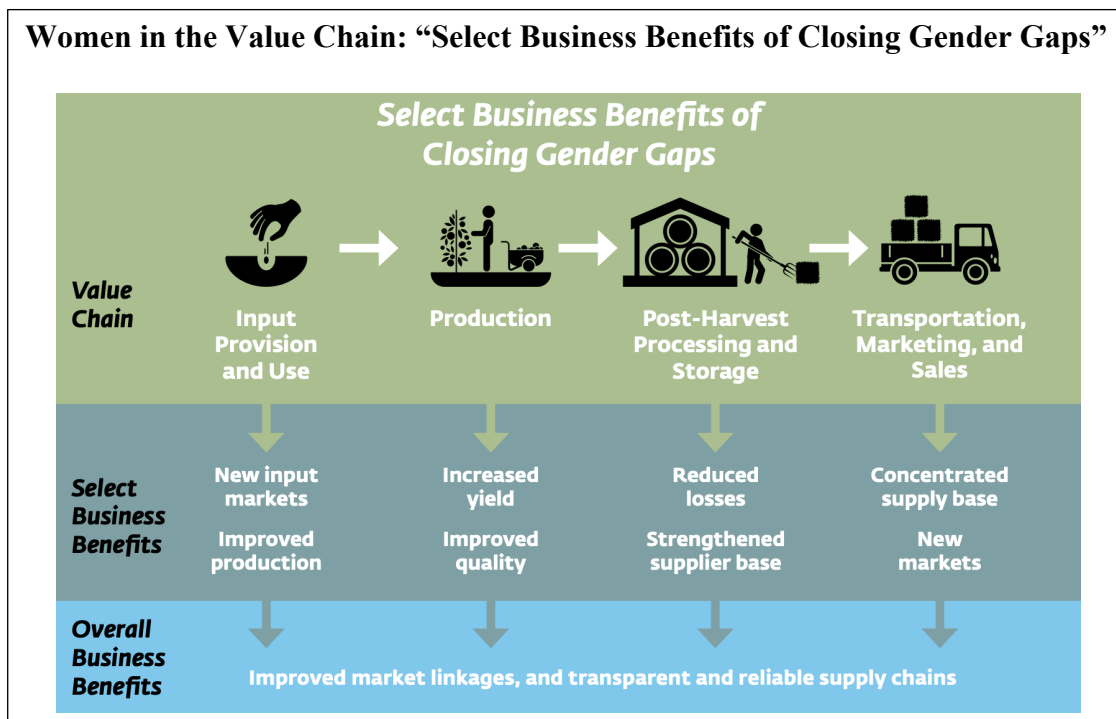 Women in the Value Chain: “Select Business Benefits of Closing Gender Gaps”
Select Business Benefits of
Closing Gender Gaps
Value
Chain
Input
Provision
and Use
Production
Post-Harvest
Processing and
Storage
Transportation,
Marketing, and
Sales
Select
Business
Benefits
New input
markets
Improved
production
Increased
yield
Improved
quality
Reduced
losses
Strengthened
supplier base
Concentrated
supply base
New
markets
Overall
Business
Benefits
Improved market linkages, and transparent and reliable supply chains